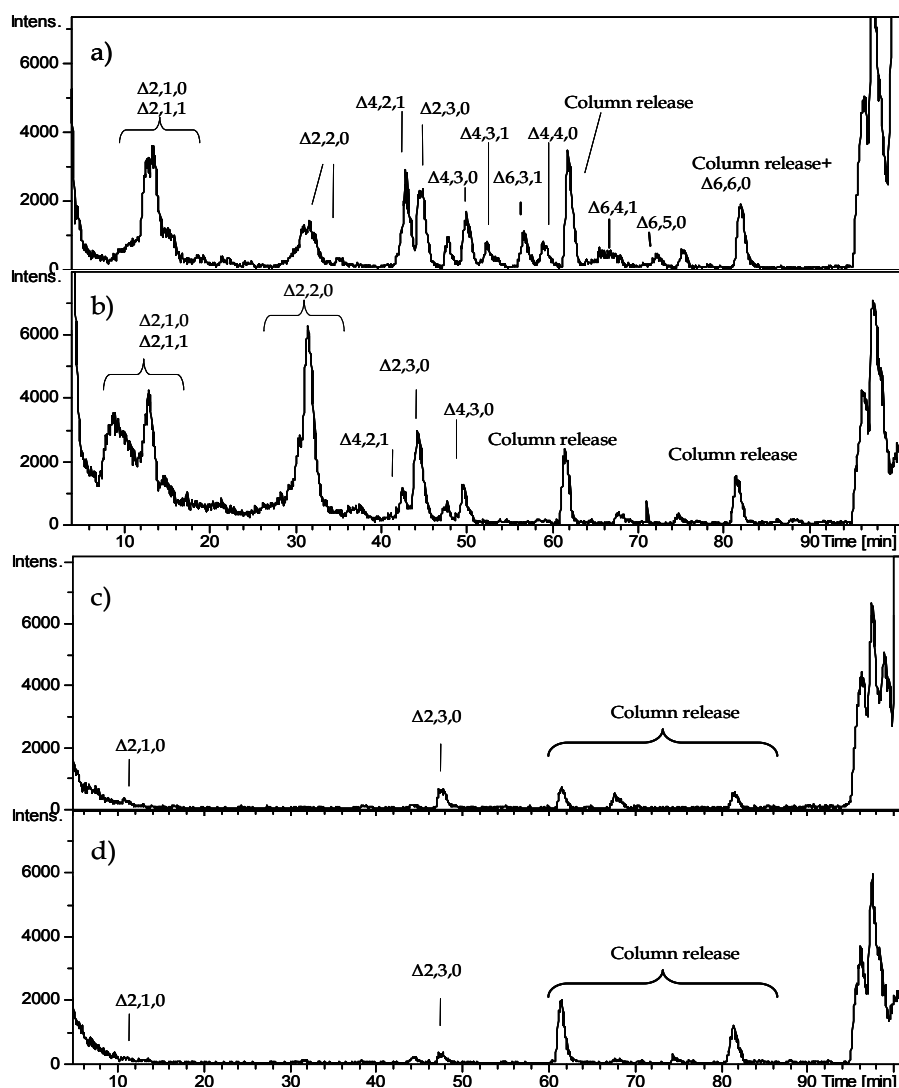 Intens.
a)
6000
4000
2000
0
Δ2,1,0
Δ2,1,1
Δ2,2,0
Δ4,2,1
Δ2,3,0
Δ4,3,0
Δ4,3,1
Δ6,3,1
Δ4,4,0
Column release
Δ6,4,1
Δ6,5,0
Column release+
Δ6,6,0
Intens.
b)
6000
4000
2000
0
Δ2,1,0
Δ2,1,1
Δ2,2,0
Δ4,2,1
Δ2,3,0
Δ4,3,0
Column release
Column release
10 20 30 40 50 60 70 80 90 Time [min]
Intens.
c)
6000
4000
2000
0
Δ2,1,0
Δ2,3,0
Column release
Intens.
d)
6000
4000
2000
0
Δ2,1,0
Δ2,3,0
Column release
10 20 30 40 50 60 70 80 90 Time [min]